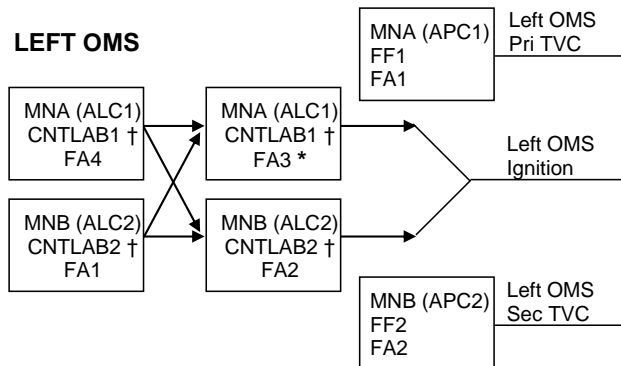 LEFT OMS
MNA (APC1)
FF1
FA1
Left OMS
Pri TVC
MNA (ALC1)
CNTLAB1 †
FA4
MNA (ALC1)
CNTLAB1 †
FA3 *
Left OMS
Ignition
MNB (ALC2)
CNTLAB2 †
FA1
MNB (ALC2)
CNTLAB2 †
FA2
MNB (APC2)
FF2
FA2
Left OMS
Sec TVC